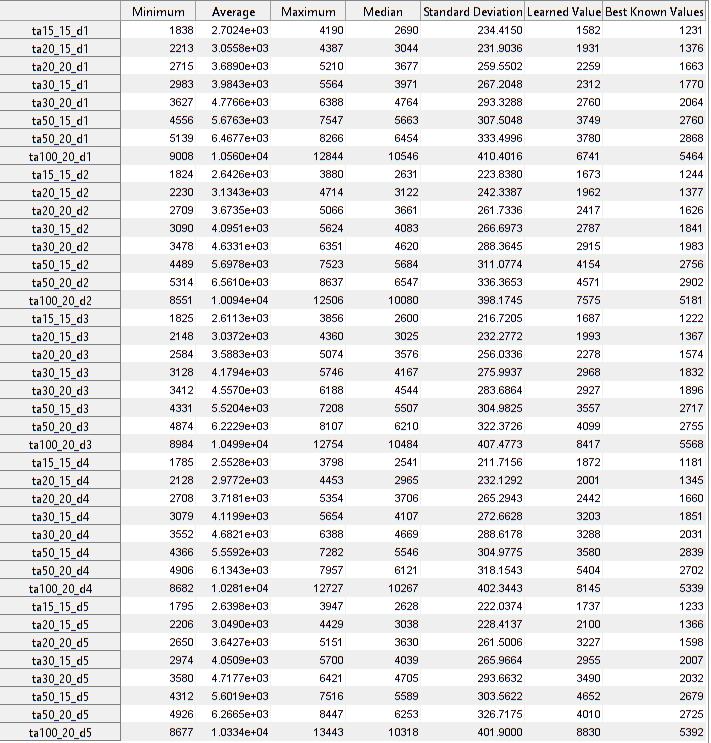 Minimum Average Maximum Median Standard Deviation Learned Value Best Known Values
ta15_15_d1 1838 2.7024e+03 4190 2690 234.4150 1582 1231
ta20_15_d1 2213 3.0558e+03 4387 3044 231.9036 1931 1376
ta20_20_d1 2715 3.6890e+03 5210 3677 259.5502 2259 1663
ta30_15_d1 2983 3.9843e+03 5564 3971 267.2048 2312 1770
ta30_20_d1 3627 4.7766e+03 6388 4764 293.3288 2760 2064
ta50_15_d1 4556 5.6763e+03 7547 5663 307.5048 3749 2760
ta50_20_d1 5139 6.4677e+03 8266 6454 333.4996 3780 2868
ta100_20_d1 9008 1.0560e+04 12844 10546 410.4016 6741 5464
ta15_15_d2 1824 2.6426e+03 3880 2631 223.8380 1673 1244
ta20_15_d2 2230 3.1343e+03 4714 3122 242.3387 1962 1377
ta20_20_d2 2709 3.6735e+03 5066 3661 261.7336 2417 1626
ta30_15_d2 3090 4.0951e+03 5624 4083 266.6973 2787 1841
ta30_20_d2 3478 4.6331e+03 6351 4620 288.3645 2915 1983
ta50_15_d2 4489 5.6978e+03 7523 5684 311.0774 4154 2756
ta50_20_d2 5314 6.5610e+03 8637 6547 336.3653 4571 2902
ta100_20_d2 8551 1.0094e+04 12506 10080 398.1745 7575 5181
ta15_15_d3 1825 2.6113e+03 3856 2600 216.7205 1687 1222
ta20_15_d3 2148 3.0372e+03 4360 3025 232.2772 1993 1367
ta20_20_d3 2584 3.5883e+03 5074 3576 256.0336 2278 1574
ta30_15_d3 3128 4.1794e+03 5746 4167 275.9937 2968 1832
ta30_20_d3 3412 4.5570e+03 6188 4544 283.6864 2927 1896
ta50_15_d3 4331 5.5204e+03 7208 5507 304.9825 3557 2717
ta50_20_d3 4874 6.2229e+03 8107 6210 322.3726 4099 2755
ta100_20_d3 8984 1.0499e+04 12754 10484 407.4773 8417 5568
ta15_15_d4 1785 2.5528e+03 3798 2541 211.7156 1872 1181
ta20_15_d4 2128 2.9772e+03 4453 2965 232.1292 2001 1345
ta20_20_d4 2708 3.7181e+03 5354 3706 265.2943 2442 1660
ta30_15_d4 3079 4.1199e+03 5654 4107 272.6628 3203 1851
ta30_20_d4 3552 4.6821e+03 6388 4669 288.6178 3288 2031
ta50_15_d4 4366 5.5592e+03 7282 5546 304.9775 3580 2839
ta50_20_d4 4906 6.1343e+03 7957 6121 318.1543 5404 2702
ta100_20_d4 8682 1.0281e+04 12727 10267 402.3443 8145 5339
ta15_15_d5 1795 2.6398e+03 3947 2628 222.0374 1737 1233
ta20_15_d5 2206 3.0490e+03 4429 3038 228.4137 2100 1366
ta20_20_d5 2650 3.6427e+03 5151 3630 261.5006 3227 1598
ta30_15_d5 2974 4.0509e+03 5700 4039 265.9664 2955 2007
ta30_20_d5 3580 4.7177e+03 6421 4705 293.6632 3490 2032
ta50_15_d5 4312 5.6019e+03 7516 5589 303.5622 4652 2679
ta50_20_d5 4926 6.2665e+03 8447 6253 326.7175 4010 2725
ta100_20_d5 8677 1.0334e+04 13443 10318 401.9000 8830 5392